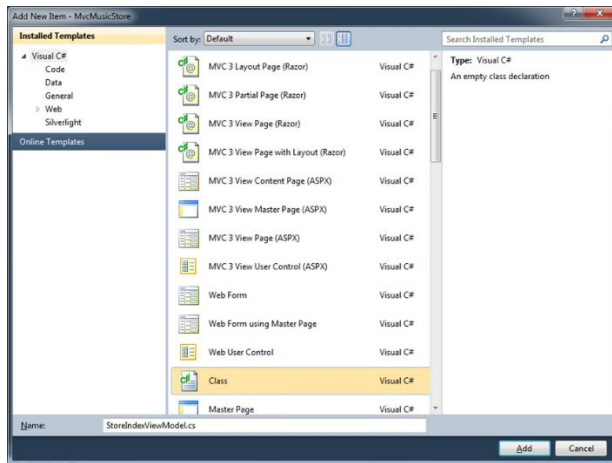 Add New Item - MvcMusicStore
Installed Templates
Visual C#
Code
Data
General
Web
Silverlight
Online Templates
Sort by: Default
MVC 3 Layout Page (Razor) Visual C#
MVC 3 Partial Page (Razor) Visual C#
MVC 3 View Page (Razor) Visual C#
MVC 3 View Page with Layout (Razor) Visual C#
MVC 3 View Content Page (ASPX) Visual C#
MVC 3 View Master Page (ASPX) Visual C#
MVC 3 View Page (ASPX) Visual C#
MVC 3 View User Control (ASPX) Visual C#
Web Form Visual C#
Web Form using Master Page Visual C#
Web User Control Visual C#
Class Visual C#
Master Page Visual C#
Search Installed Templates
Type: Visual C#
An empty class declaration
Name: StoreIndexViewModel.cs
Add Cancel